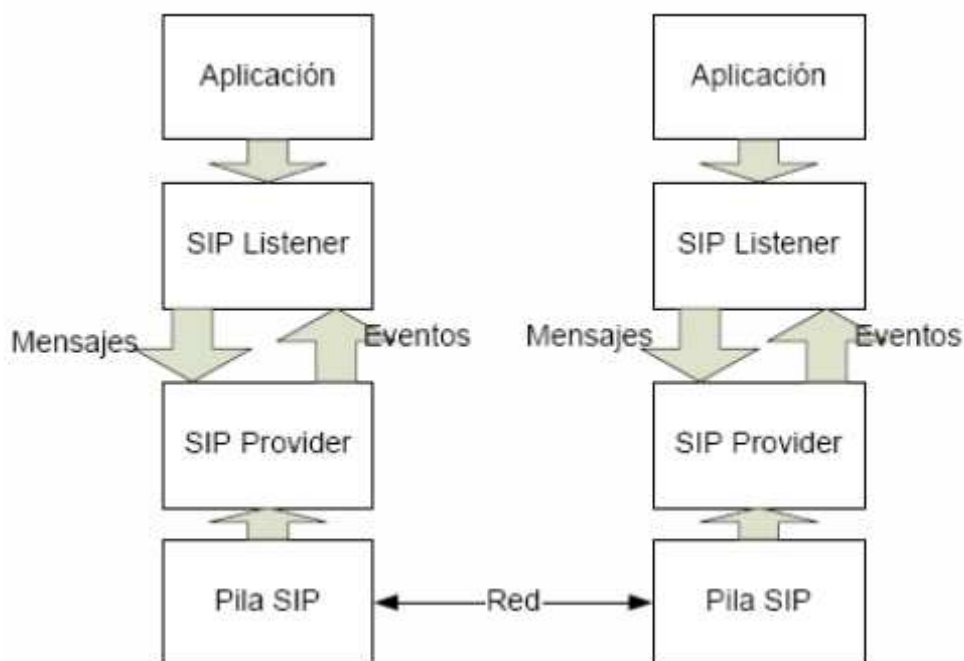 Aplicación
Aplicación
SIP Listener
SIP Listener
Mensajes
Eventos
Mensajes
Eventos
SIP Provider
SIP Provider
Pila SIP
Red
Pila SIP